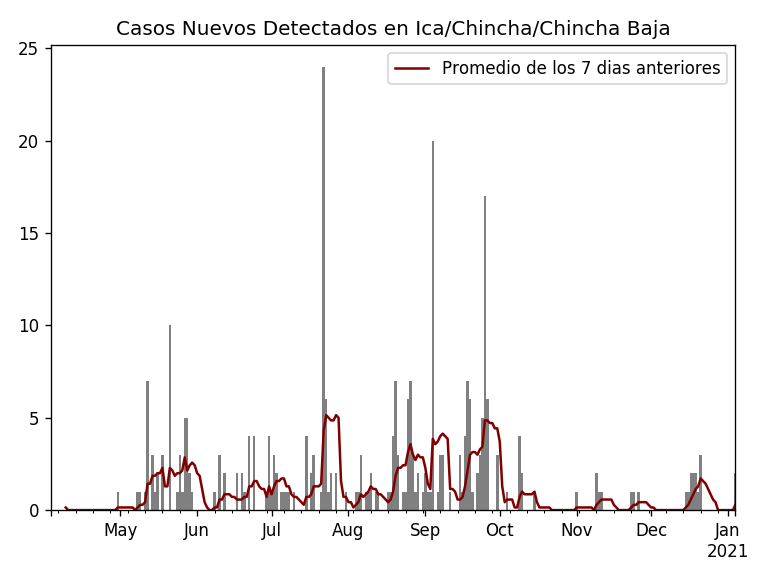 Casos Nuevos Detectados en Ica/Chincha/Chincha Baja
Promedio de los 7 dias anteriores
25
20
15
10
5
0
May Jun Jul Aug Sep Oct Nov Dec Jan
2021